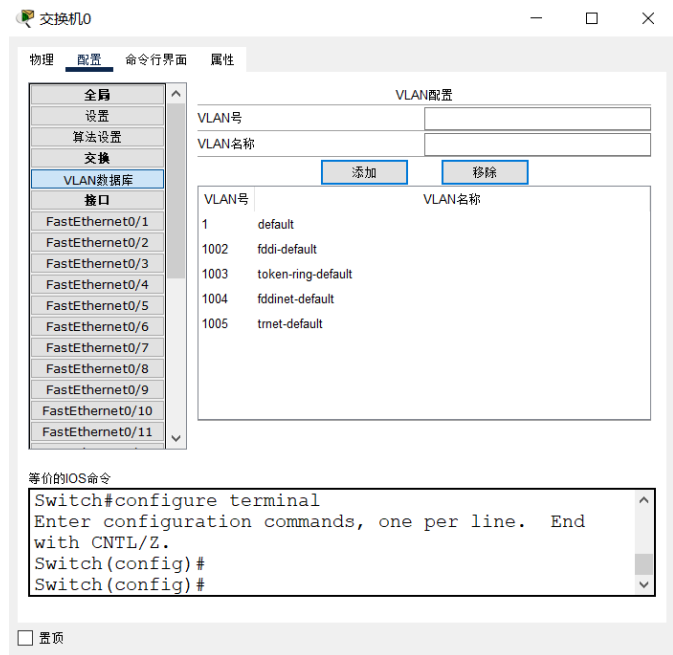 交换机0
物理 配置 命令行界面 属性
全局
设置
算法设置
交换
VLAN数据库
接口
FastEthernet0/1
FastEthernet0/2
FastEthernet0/3
FastEthernet0/4
FastEthernet0/5
FastEthernet0/6
FastEthernet0/7
FastEthernet0/8
FastEthernet0/9
FastEthernet0/10
FastEthernet0/11
VLAN配置
VLAN号
VLAN名称
添加 移除
VLAN号 VLAN名称
1 default
1002 fddi-default
1003 token-ring-default
1004 fddinet-default
1005 trnet-default
等价的IOS命令
Switch#configure terminal
Enter configuration commands, one per line. End
with CNTL/Z.
Switch(config)#
Switch(config)#
置顶